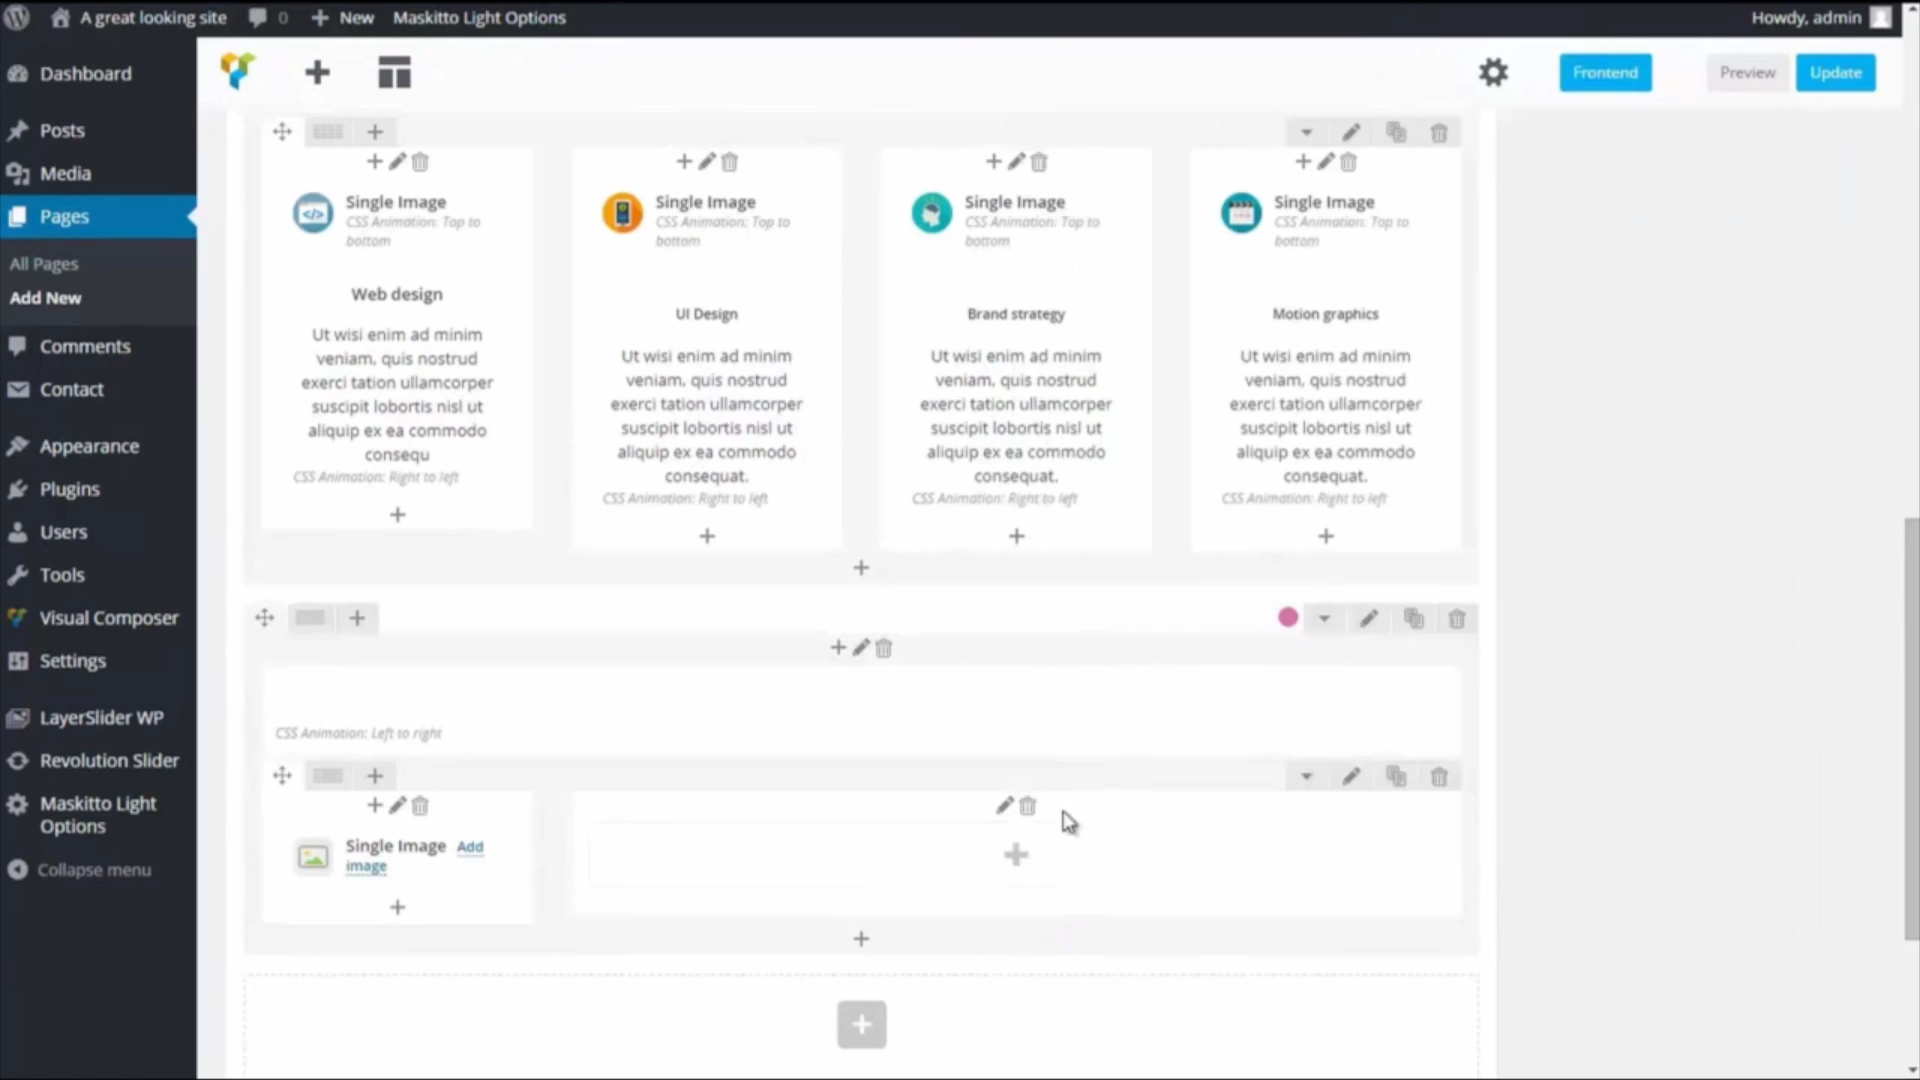 A great looking site
0
New
Maskitto Light Options
Howdy, admin
Dashboard
Posts
Media
Pages
All Pages
Add New
Comments
Contact
Appearance
Plugins
Users
Tools
Visual Composer
Settings
LayerSlider WP
Revolution Slider
Maskitto Light
Options
Collapse menu
Frontend
Preview
Update
Single Image
CSS Animation: Top to
bottom
Web design
Ut wisi enim ad minim
veniam, quis nostrud
exerci tation ullamcorper
suscipit lobortis nisl ut
aliquip ex ea commodo
consequ
CSS Animation: Right to left
Single Image
CSS Animation: Top to
bottom
UI Design
Ut wisi enim ad minim
veniam, quis nostrud
exerci tation ullamcorper
suscipit lobortis nisl ut
aliquip ex ea commodo
consequat.
CSS Animation: Right to left
Single Image
CSS Animation: Top to
bottom
Brand strategy
Ut wisi enim ad minim
veniam, quis nostrud
exerci tation ullamcorper
suscipit lobortis nisl ut
aliquip ex ea commodo
consequat.
CSS Animation: Right to left
Single Image
CSS Animation: Top to
bottom
Motion graphics
Ut wisi enim ad minim
veniam, quis nostrud
exerci tation ullamcorper
suscipit lobortis nisl ut
aliquip ex ea commodo
consequat.
CSS Animation: Right to left
CSS Animation: Left to right
Single Image Add
image